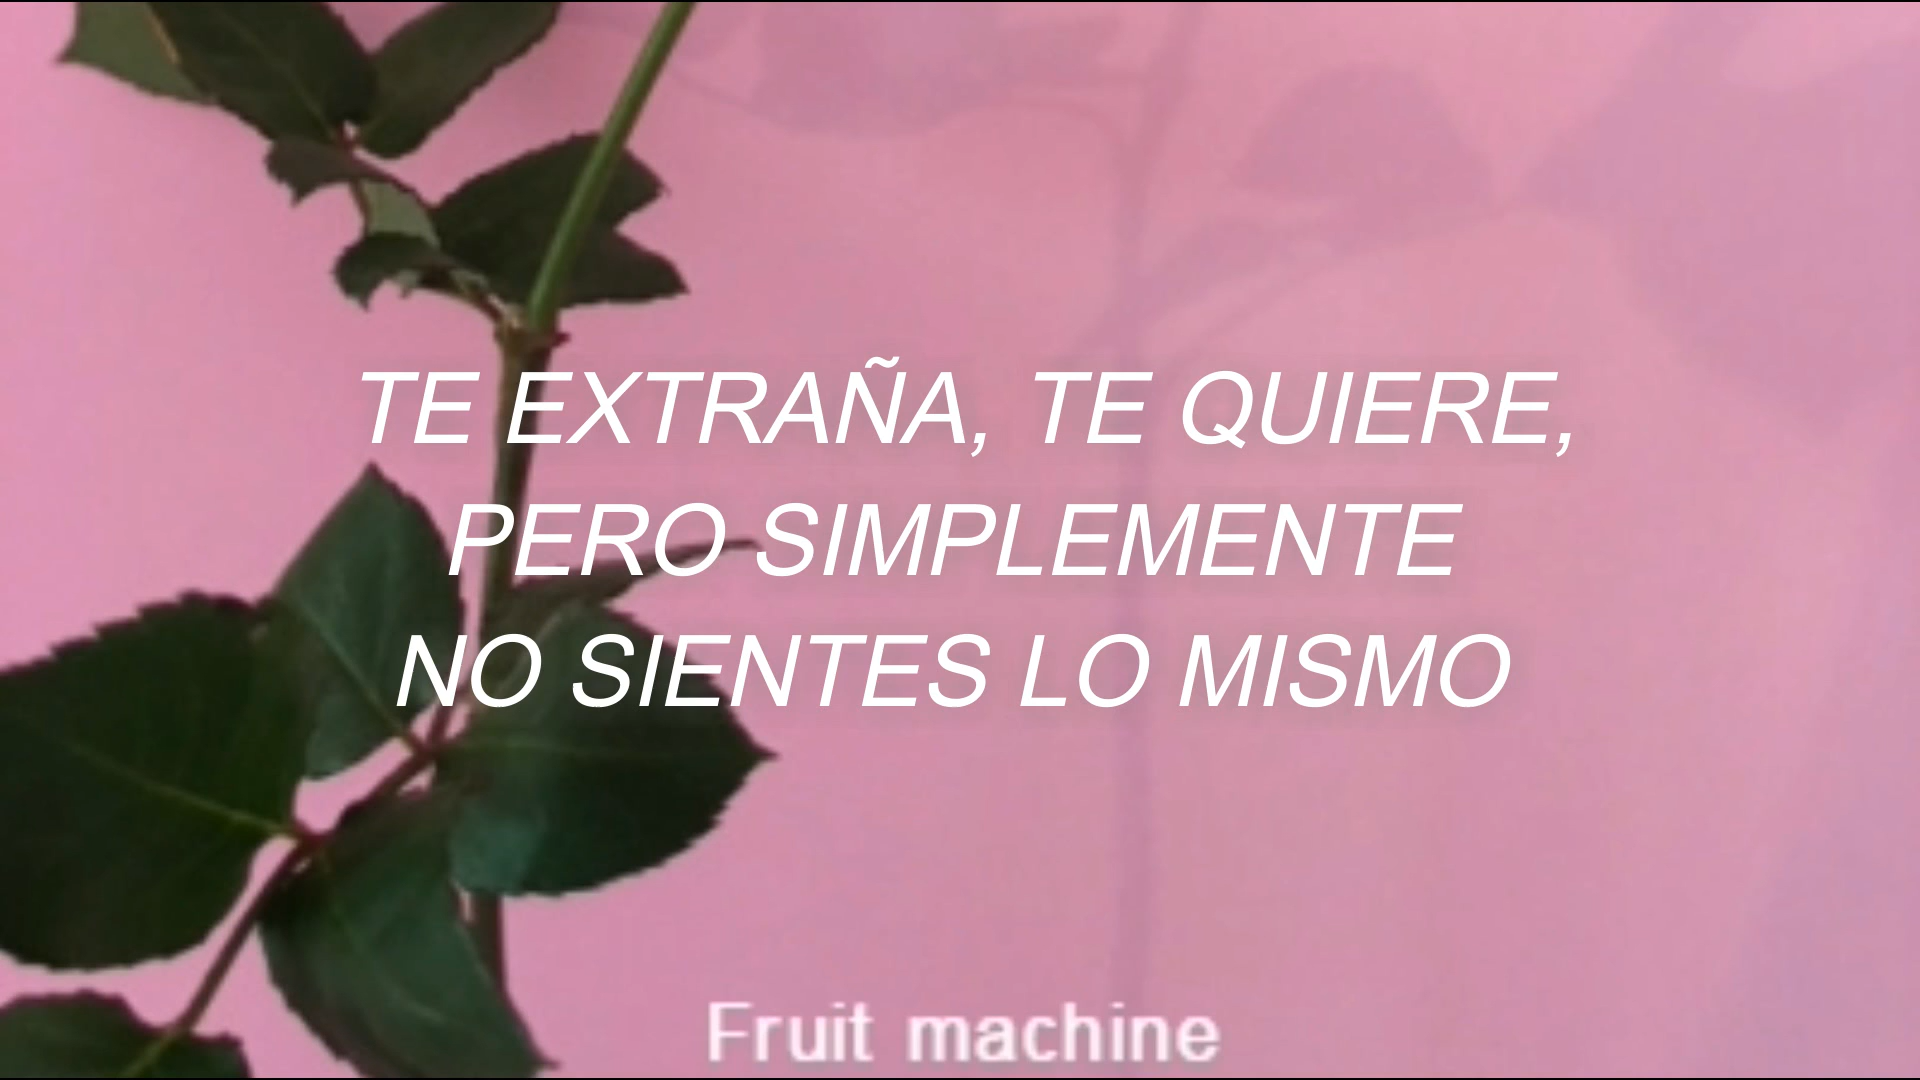 TE EXTRAÑA, TE QUIERE,
PERO SIMPLEMENTE
NO SIENTES LO MISMO
Fruit machine